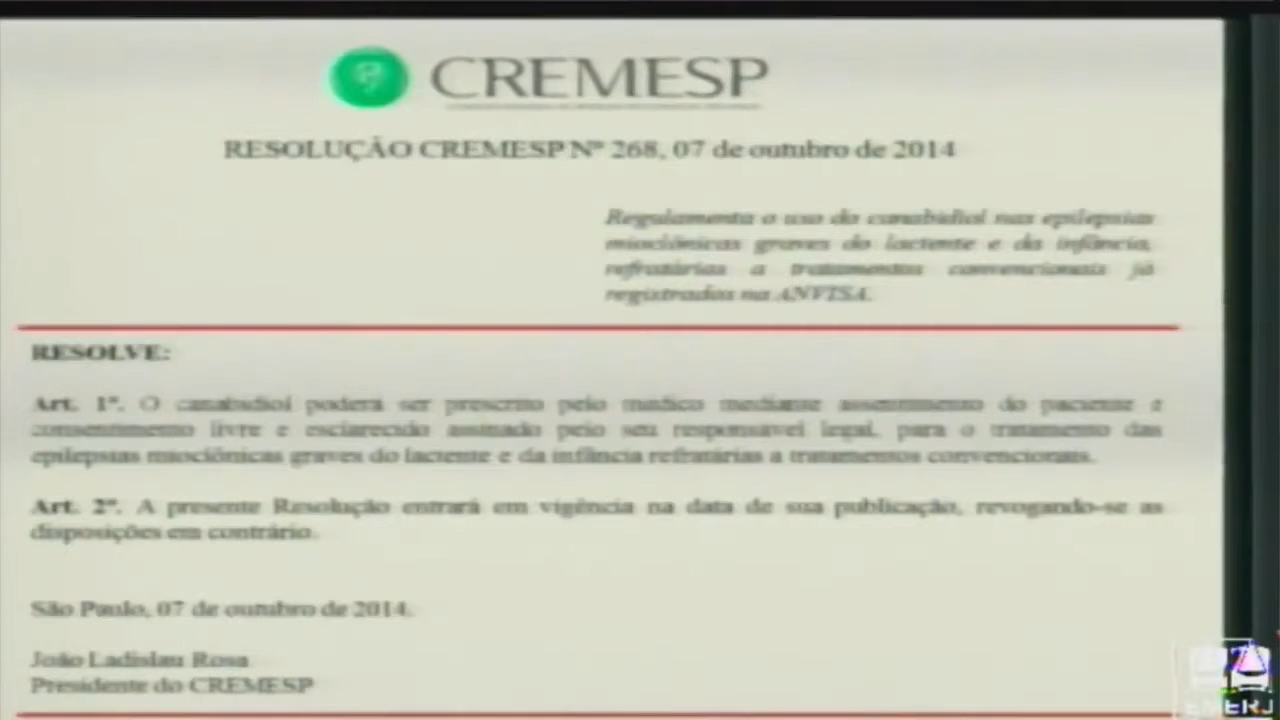 CREMESP
RESOLUÇÃO CREMESP Nº 268, 07 de outubro de 2014
Regulamenta o uso do canabidiol nas epilepsias
mioclônicas graves do lactente e da infância,
refratárias a tratamentos convencionais já
registrados na ANVISA.
RESOLVE:
Art. 1º. O canabidiol poderá ser prescrito pelo médico mediante assentimento do paciente e
consentimento livre e esclarecido assinado pelo seu responsável legal, para o tratamento das
epilepsias mioclônicas graves do lactente e da infância refratárias a tratamentos convencionais.
Art. 2º. A presente Resolução entrará em vigência na data de sua publicação, revogando-se as
disposições em contrário.
São Paulo, 07 de outubro de 2014.
João Ladislau Rosa
Presidente do CREMESP
EMERJ